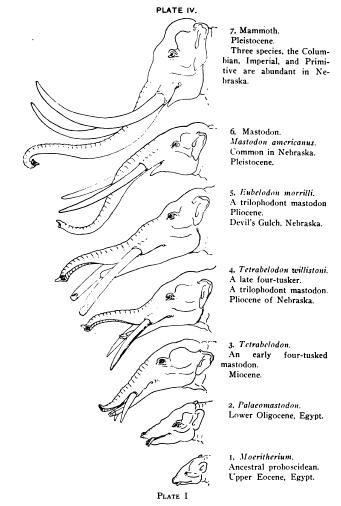 PLATE IV.
7. Mammoth.
Pleistocene.
Three species, the Colum-
bian, Imperial, and Primi-
tive are abundant in Ne-
braska.
6. Mastodon.
Mastodon americanus.
Common in Nebraska.
Pleistocene.
5. Eubelodon morrilli.
A trilophodont mastodon
Pliocene.
Devil's Gulch, Nebraska.
4. Tetrabelodon willistoni.
A late four-tusker.
A trilophodont mastodon.
Pliocene of Nebraska.
3. Tetrabelodon.
An early four-tusked
mastodon.
Miocene.
2. Palaeomastodon.
Lower Oligocene, Egypt.
1. Moeritherium.
Ancestral proboscidean.
Upper Eocene, Egypt.
PLATE I